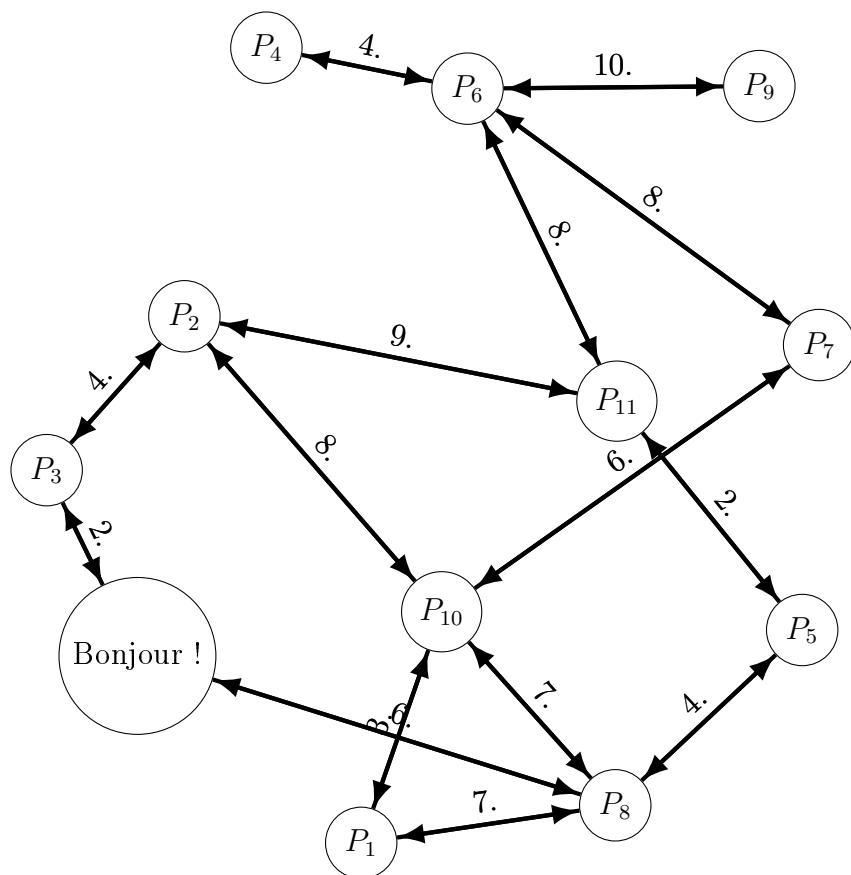 P₄
4.
P₆
10.
P₉
8.
8.
P₂
9.
P₇
4.
P₁₁
8.
6.
P₃
2.
2.
P₁₀
P₅
Bonjour !
7.
4.
3.
6.
7.
P₈
P₁